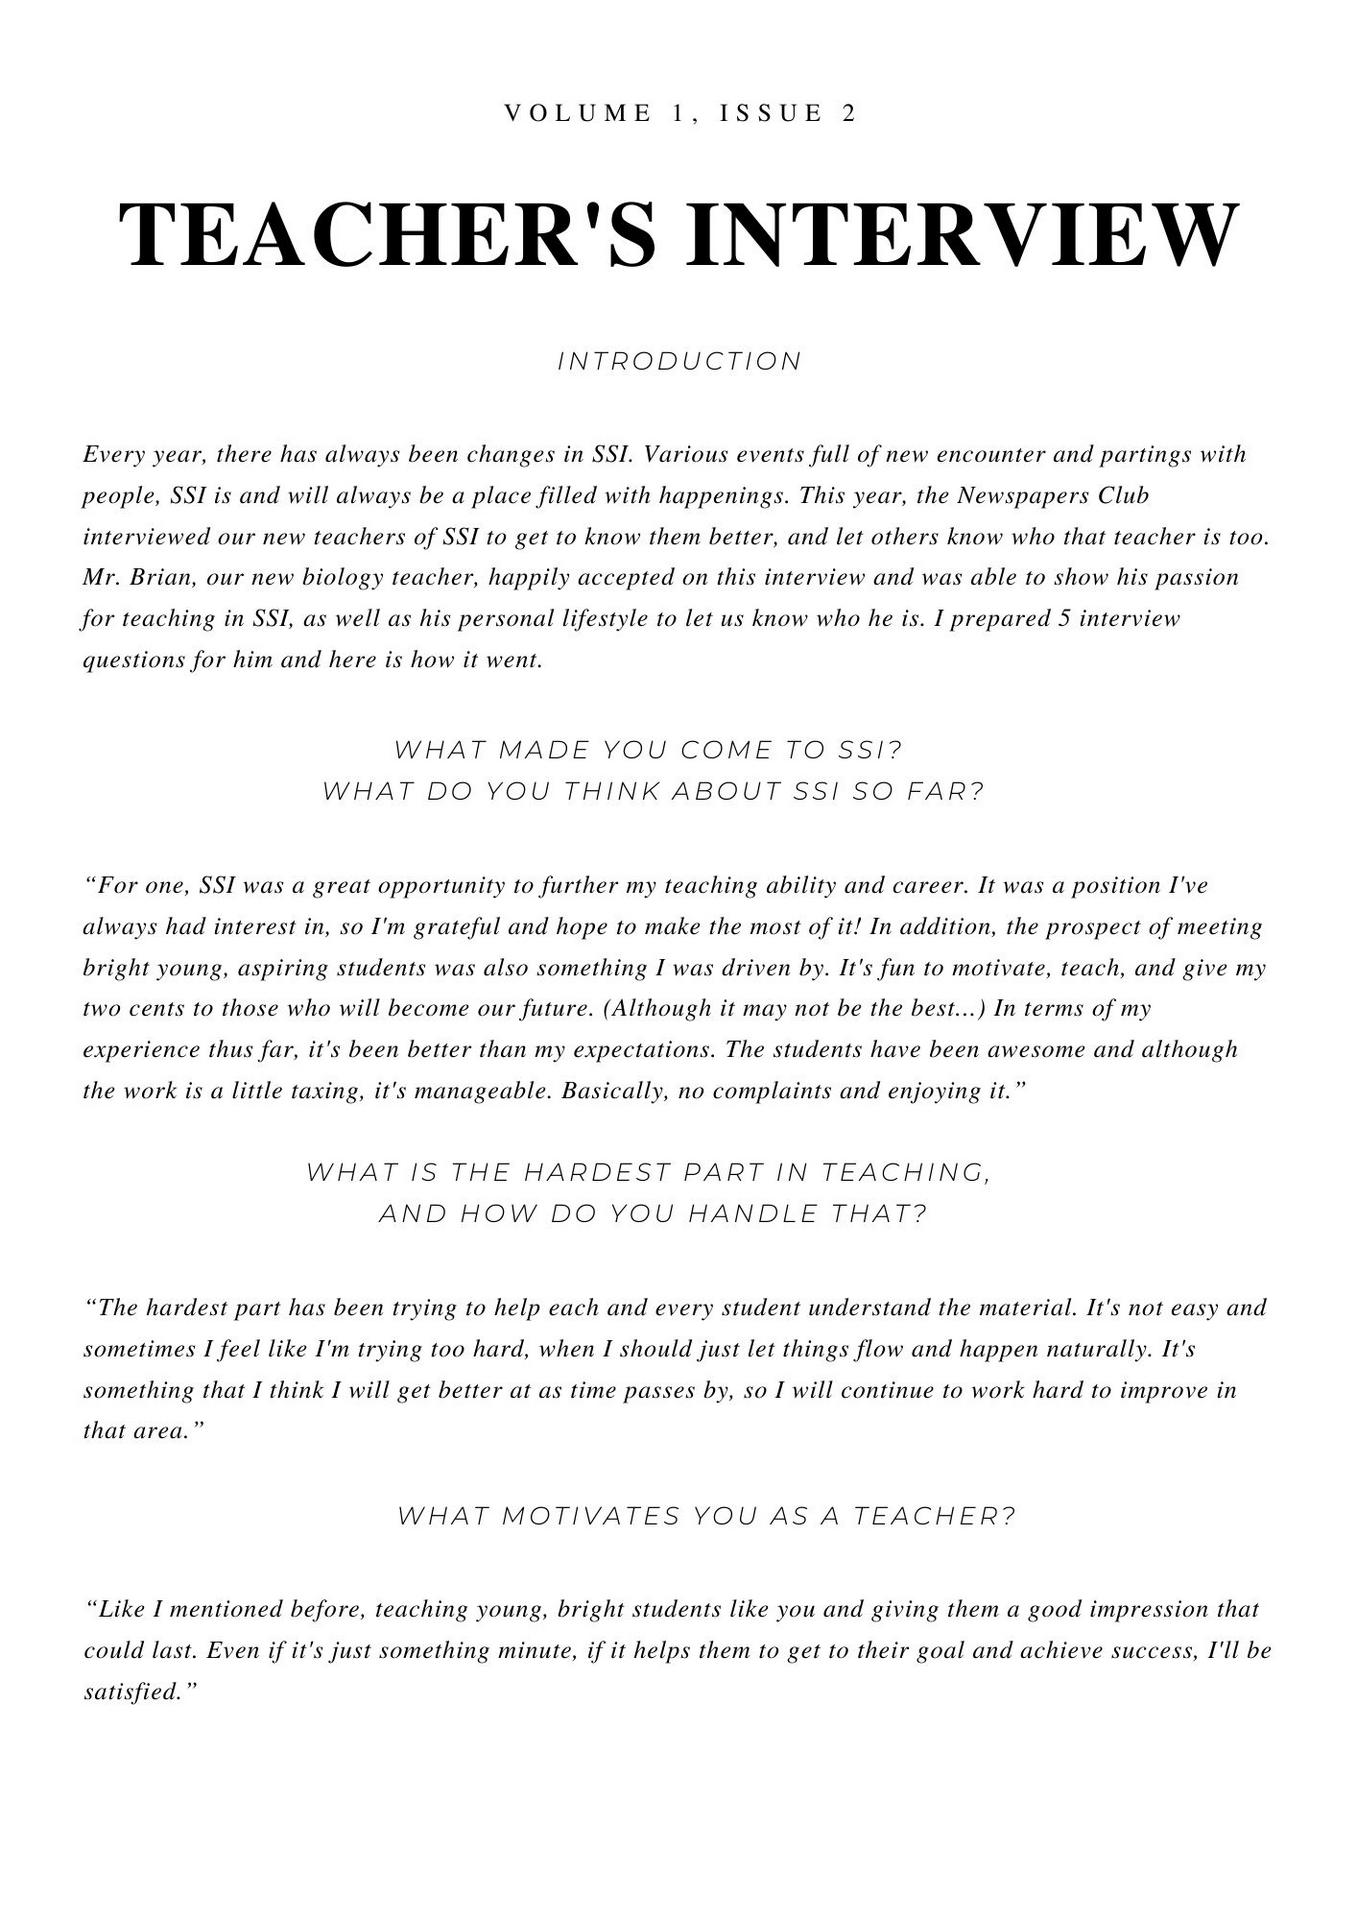 VOLUME 1, ISSUE 2
TEACHER'S INTERVIEW
INTRODUCTION
Every year, there has always been changes in SSI. Various events full of new encounter and partings with
people, SSI is and will always be a place filled with happenings. This year, the Newspapers Club
interviewed our new teachers of SSI to get to know them better, and let others know who that teacher is too.
Mr. Brian, our new biology teacher, happily accepted on this interview and was able to show his passion
for teaching in SSI, as well as his personal lifestyle to let us know who he is. I prepared 5 interview
questions for him and here is how it went.
WHAT MADE YOU COME TO SSI?
WHAT DO YOU THINK ABOUT SSI SO FAR?
“For one, SSI was a great opportunity to further my teaching ability and career. It was a position I've
always had interest in, so I'm grateful and hope to make the most of it! In addition, the prospect of meeting
bright young, aspiring students was also something I was driven by. It's fun to motivate, teach, and give my
two cents to those who will become our future. (Although it may not be the best...) In terms of my
experience thus far, it's been better than my expectations. The students have been awesome and although
the work is a little taxing, it's manageable. Basically, no complaints and enjoying it.”
WHAT IS THE HARDEST PART IN TEACHING,
AND HOW DO YOU HANDLE THAT?
“The hardest part has been trying to help each and every student understand the material. It's not easy and
sometimes I feel like I'm trying too hard, when I should just let things flow and happen naturally. It's
something that I think I will get better at as time passes by, so I will continue to work hard to improve in
that area.”
WHAT MOTIVATES YOU AS A TEACHER?
“Like I mentioned before, teaching young, bright students like you and giving them a good impression that
could last. Even if it's just something minute, if it helps them to get to their goal and achieve success, I'll be
satisfied.”